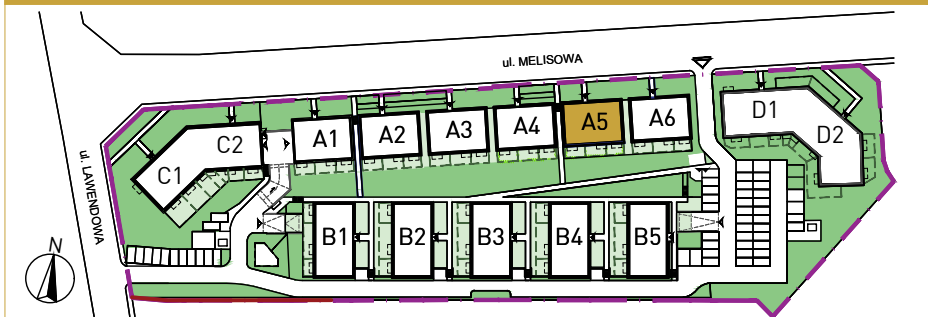 ul. MELISOWA
D1
D2
A1
A2
A3
A4
A5
A6
C2
C1
ul. LAWENDOWA
B1
B2
B3
B4
B5
N